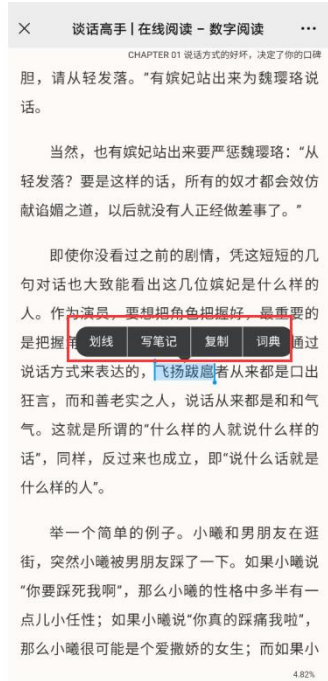 谈话高手 | 在线阅读 – 数字阅读
CHAPTER 01 说话方式的好坏，决定了你的口碑
胆，请从轻发落。”有嫔妃站出来为魏璎珞说
话。
当然，也有嫔妃站出来要严惩魏璎珞：“从
轻发落？要是这样的话，所有的奴才都会效仿
献谄媚之道，以后就没有人正经做差事了。”
即使你没看过之前的剧情，凭这短短的几
句对话也大致能看出这几位嫔妃是什么样的
人。作为演员，要想把角色把握好，最重要的
是把握
划线 写笔记 复制 词典
通过
说话方式来表达的，飞扬跋扈者从来都是口出
狂言，而和善老实之人，说话从来都是和和气
气。这就是所谓的“什么样的人就说什么样的
话”，同样，反过来也成立，即“说什么话就是
什么样的人”。
举一个简单的例子。小曦和男朋友在逛
街，突然小曦被男朋友踩了一下。如果小曦说
“你要踩死我啊”，那么小曦的性格中多半有一
点儿小任性；如果小曦说“你真的踩痛我啦”，
那么小曦很可能是个爱撒娇的女生；而如果小
4.82%